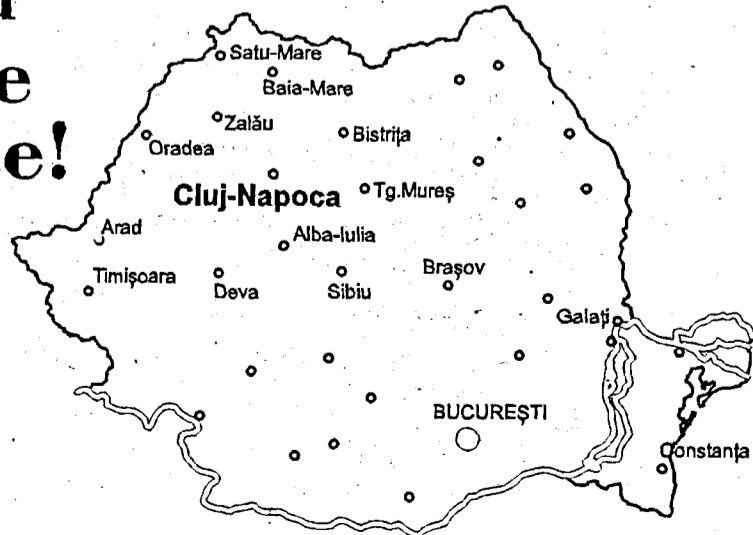 e
e!
Satu-Mare
Baia-Mare
Zalău
Oradea
Bistrița
Cluj-Napoca
Tg.Mureș
Arad
Alba-Iulia
Timișoara
Deva
Sibiu
Brașov
Galați
BUCUREȘTI
Constanța